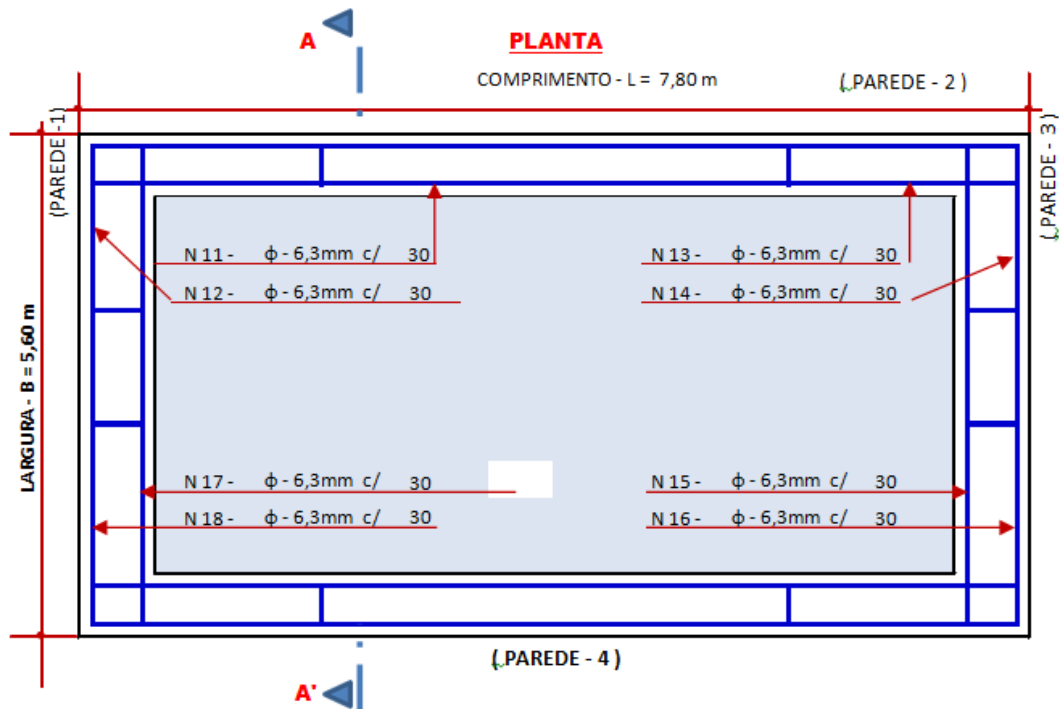 A
PLANTA
COMPRIMENTO - L = 7,80 m
( PAREDE - 2 )
(PAREDE -1)
( PAREDE - 3)
N 11 - ф - 6,3mm c/ 30
N 13 - ф - 6,3mm c/ 30
N 12 - ф - 6,3mm c/ 30
N 14 - ф - 6,3mm c/ 30
LARGURA - B = 5,60 m
N 17 - ф - 6,3mm c/ 30
N 15 - ф - 6,3mm c/ 30
N 18 - ф - 6,3mm c/ 30
N 16 - ф - 6,3mm c/ 30
( PAREDE - 4 )
A'